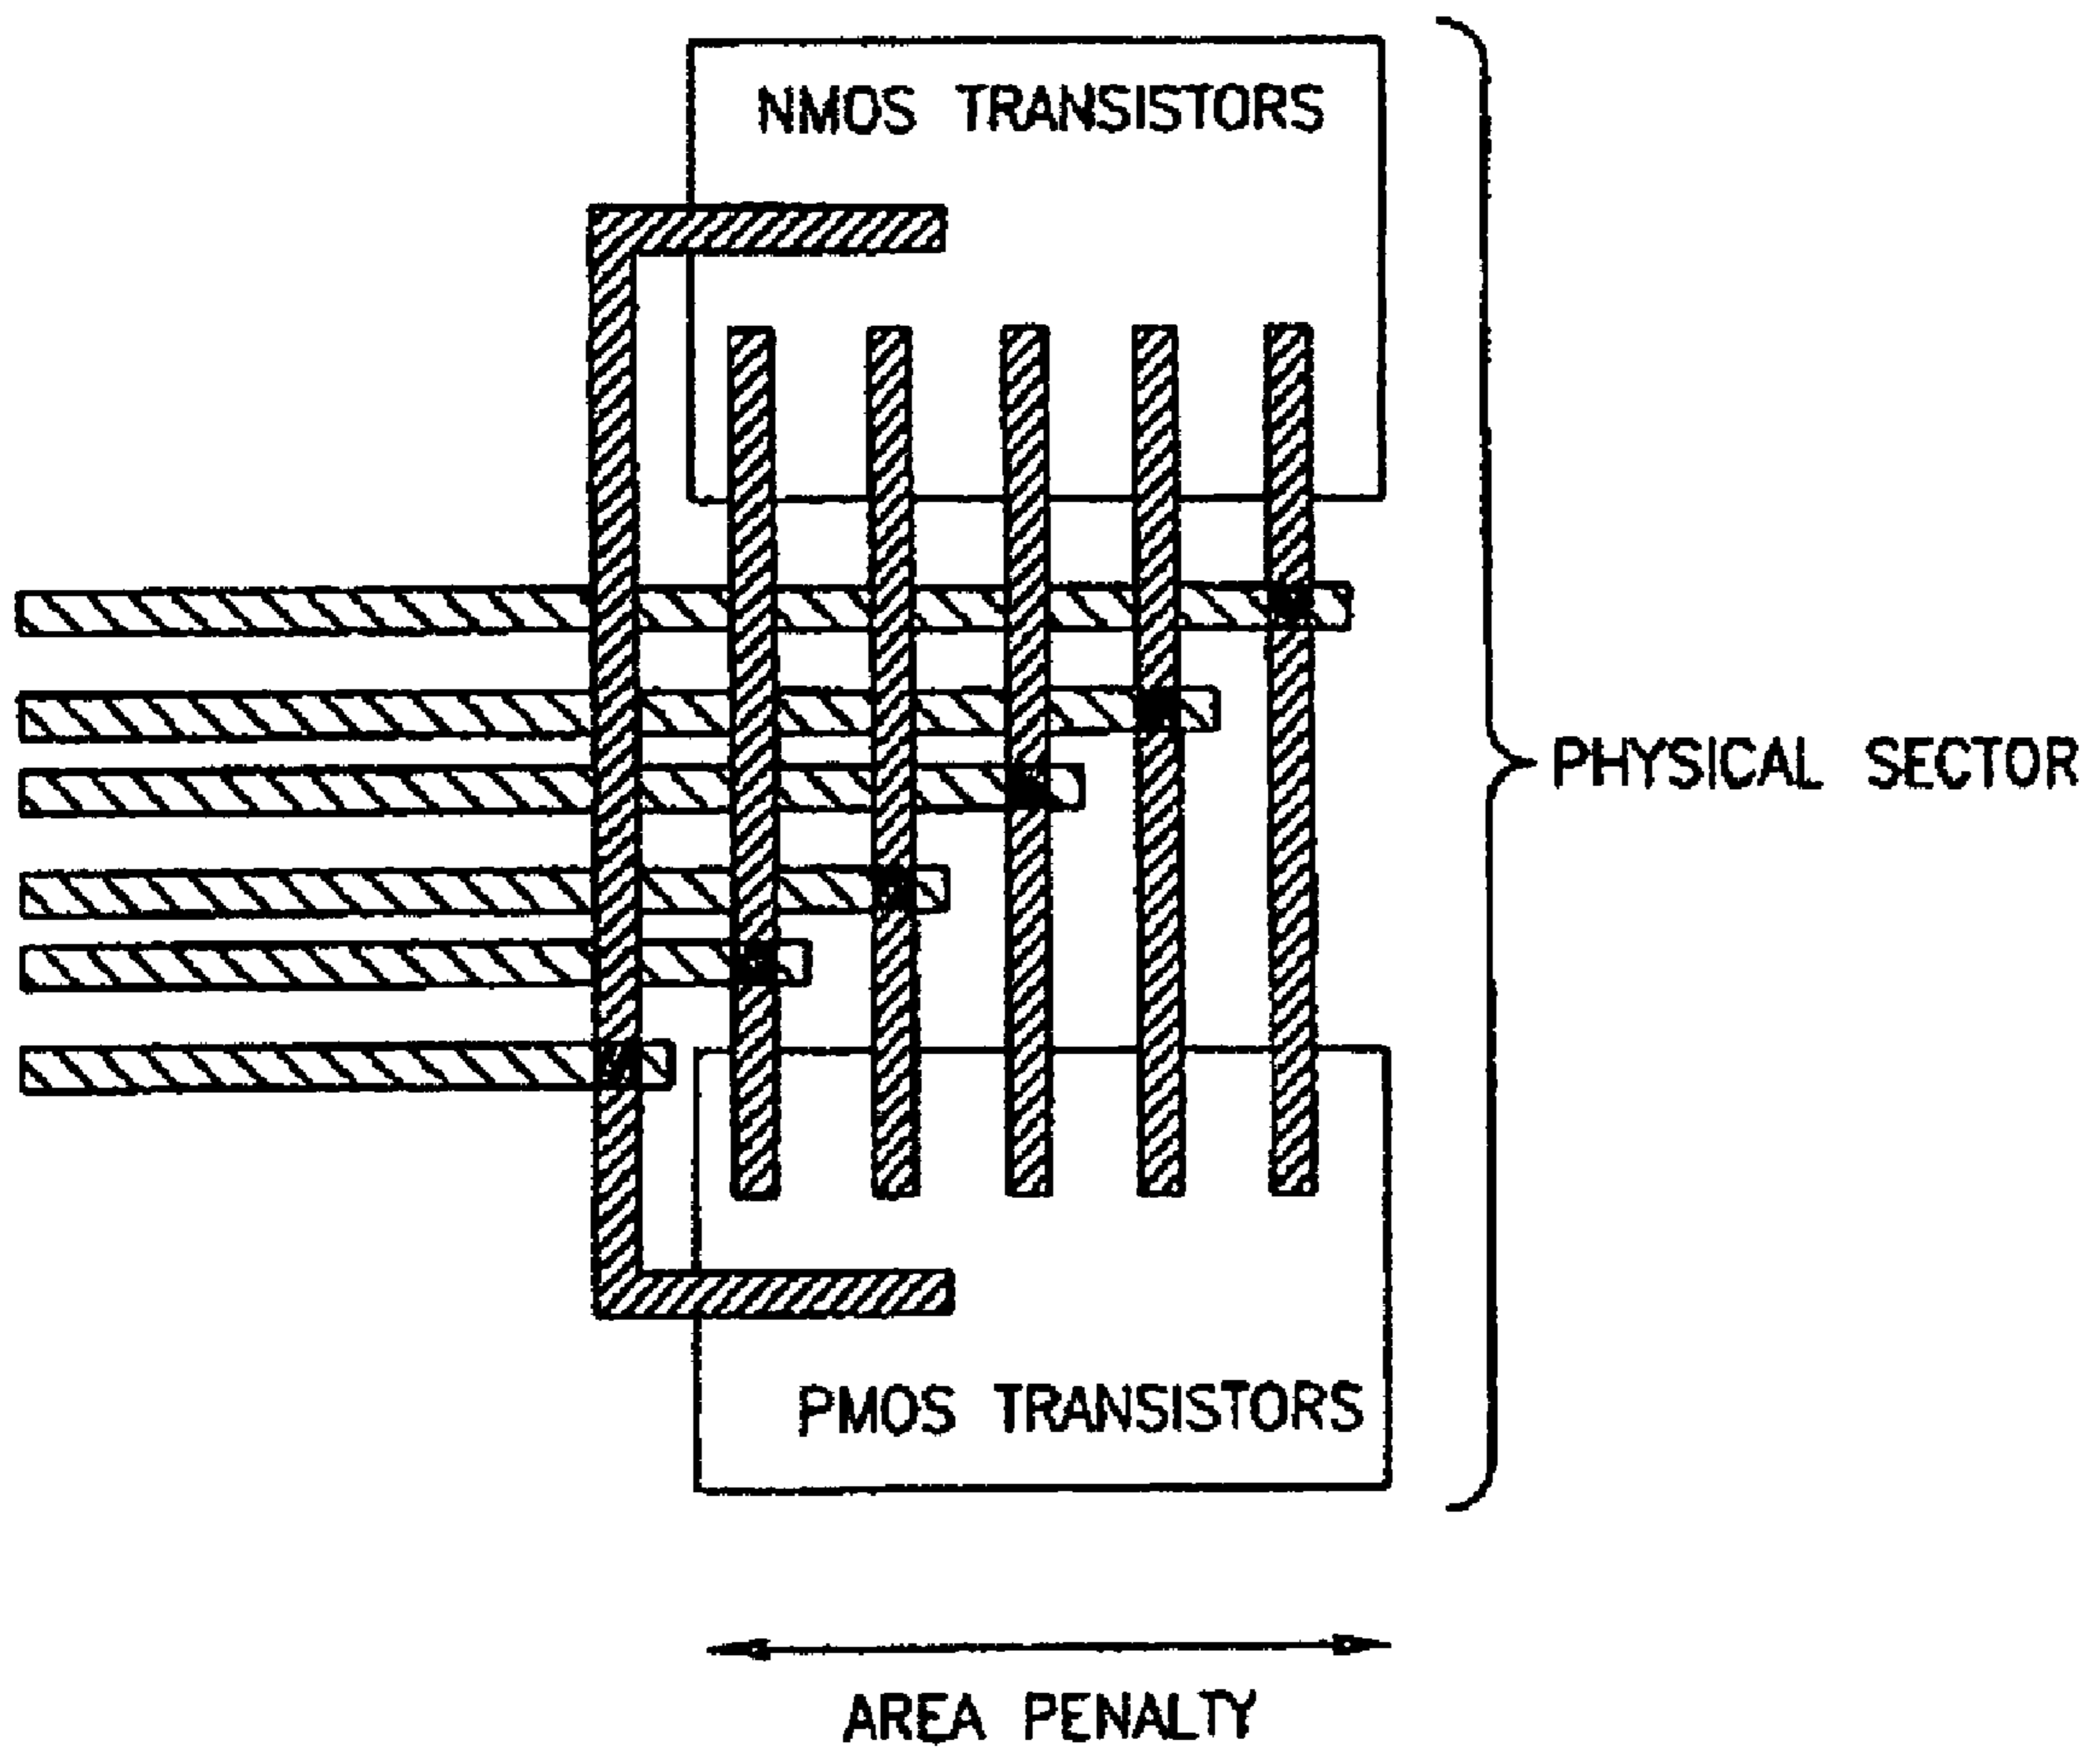 NMOS TRANSISTORS
PHYSICAL SECTOR
PMOS TRANSISTORS
AREA PENALTY